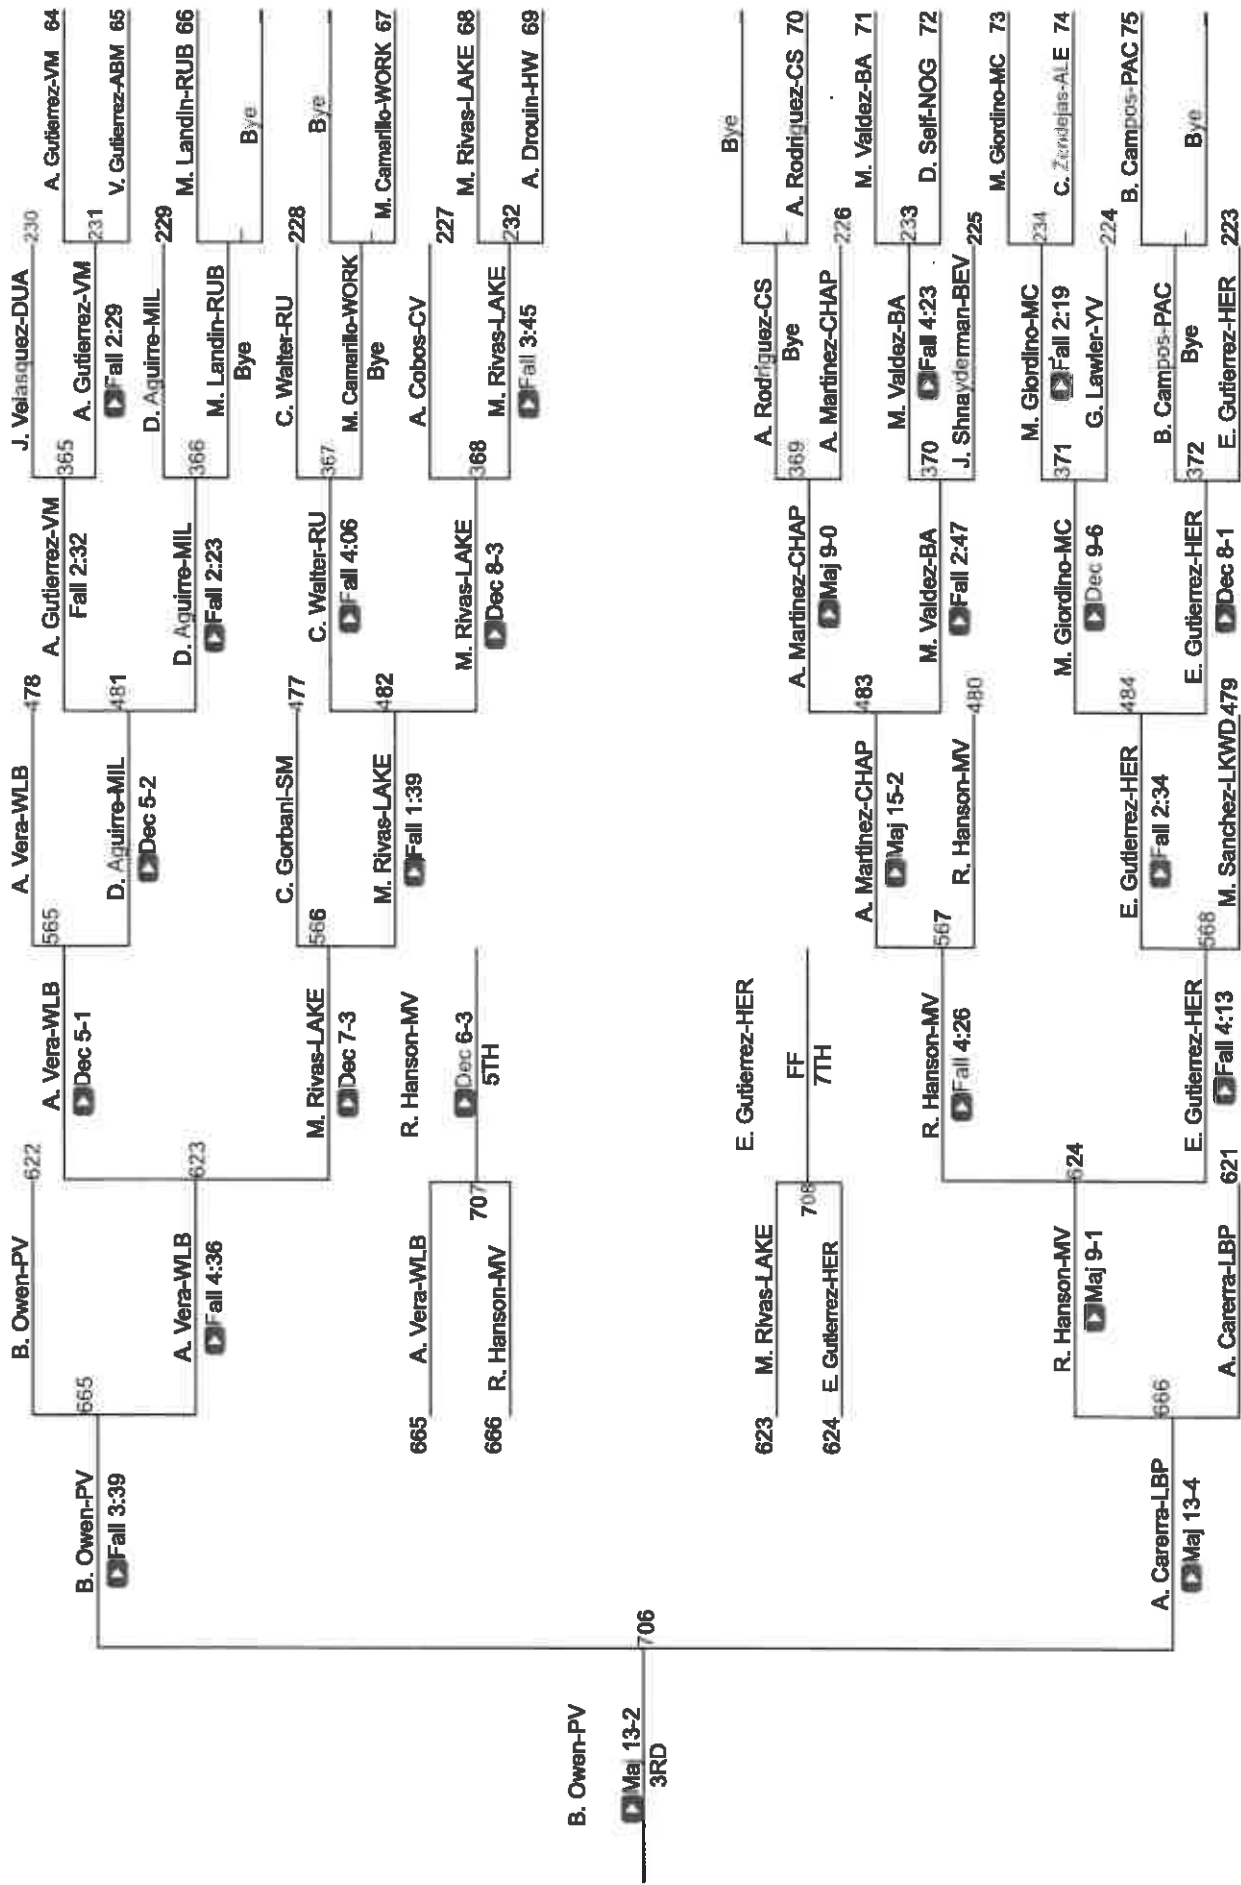 A. Gutierrez-VM 64
V. Gutierrez-ABM 65
M. Landin-RUB 66
Bye
Bye
M. Camarillo-WORK 67
M. Rivas-LAKE 68
A. Drouin-HW 69
Bye
A. Rodriguez-CS 70
M. Valdez-BA 71
D. Self-NOG 72
M. Giordino-MC 73
C. Zendejas-ALE 74
B. Campos-PAC 75
Bye
J. Velasquez-DUA 230
231
A. Gutierrez-VM
Fall 2:29
D. Aguirre-MIL 229
M. Landin-RUB
Bye
C. Walter-RU 228
M. Camarillo-WORK
Bye
A. Cobos-CV 227
232
M. Rivas-LAKE
Fall 3:45
A. Rodriguez-CS
Bye
A. Martinez-CHAP 226
233
M. Valdez-BA
Fall 4:23
J. Shnayderman-BEV 225
234
M. Giordino-MC
Fall 2:19
G. Lawler-YV 224
B. Campos-PAC
Bye
E. Gutierrez-HER 223
365
A. Gutierrez-VM
Fall 2:32
366
D. Aguirre-MIL
Fall 2:23
367
C. Walter-RU
Fall 4:06
368
M. Rivas-LAKE
Dec 8-3
369
A. Martinez-CHAP
Maj 9-0
370
M. Valdez-BA
Fall 2:47
371
M. Giordino-MC
Dec 9-6
372
E. Gutierrez-HER
Dec 8-1
A. Vera-WLB 478
481
D. Aguirre-MIL
Dec 5-2
C. Gorbani-SM 477
482
M. Rivas-LAKE
Fall 1:39
483
A. Martinez-CHAP
Maj 15-2
R. Hanson-MV 480
484
E. Gutierrez-HER
Fall 2:34
M. Sanchez-LKWD 479
565
A. Vera-WLB
Dec 5-1
566
M. Rivas-LAKE
Dec 7-3
567
R. Hanson-MV
Fall 4:26
568
E. Gutierrez-HER
Fall 4:13
B. Owen-PV 622
623
A. Vera-WLB
Fall 4:36
624
R. Hanson-MV
Maj 9-1
A. Carerra-LBP 621
665
B. Owen-PV
Fall 3:39
666
A. Carerra-LBP
Maj 13-4
706
B. Owen-PV
Maj 13-2
3RD
665 A. Vera-WLB
666 R. Hanson-MV
707
R. Hanson-MV
Dec 6-3
5TH
623 M. Rivas-LAKE
624 E. Gutierrez-HER
708
E. Gutierrez-HER
FF
7TH